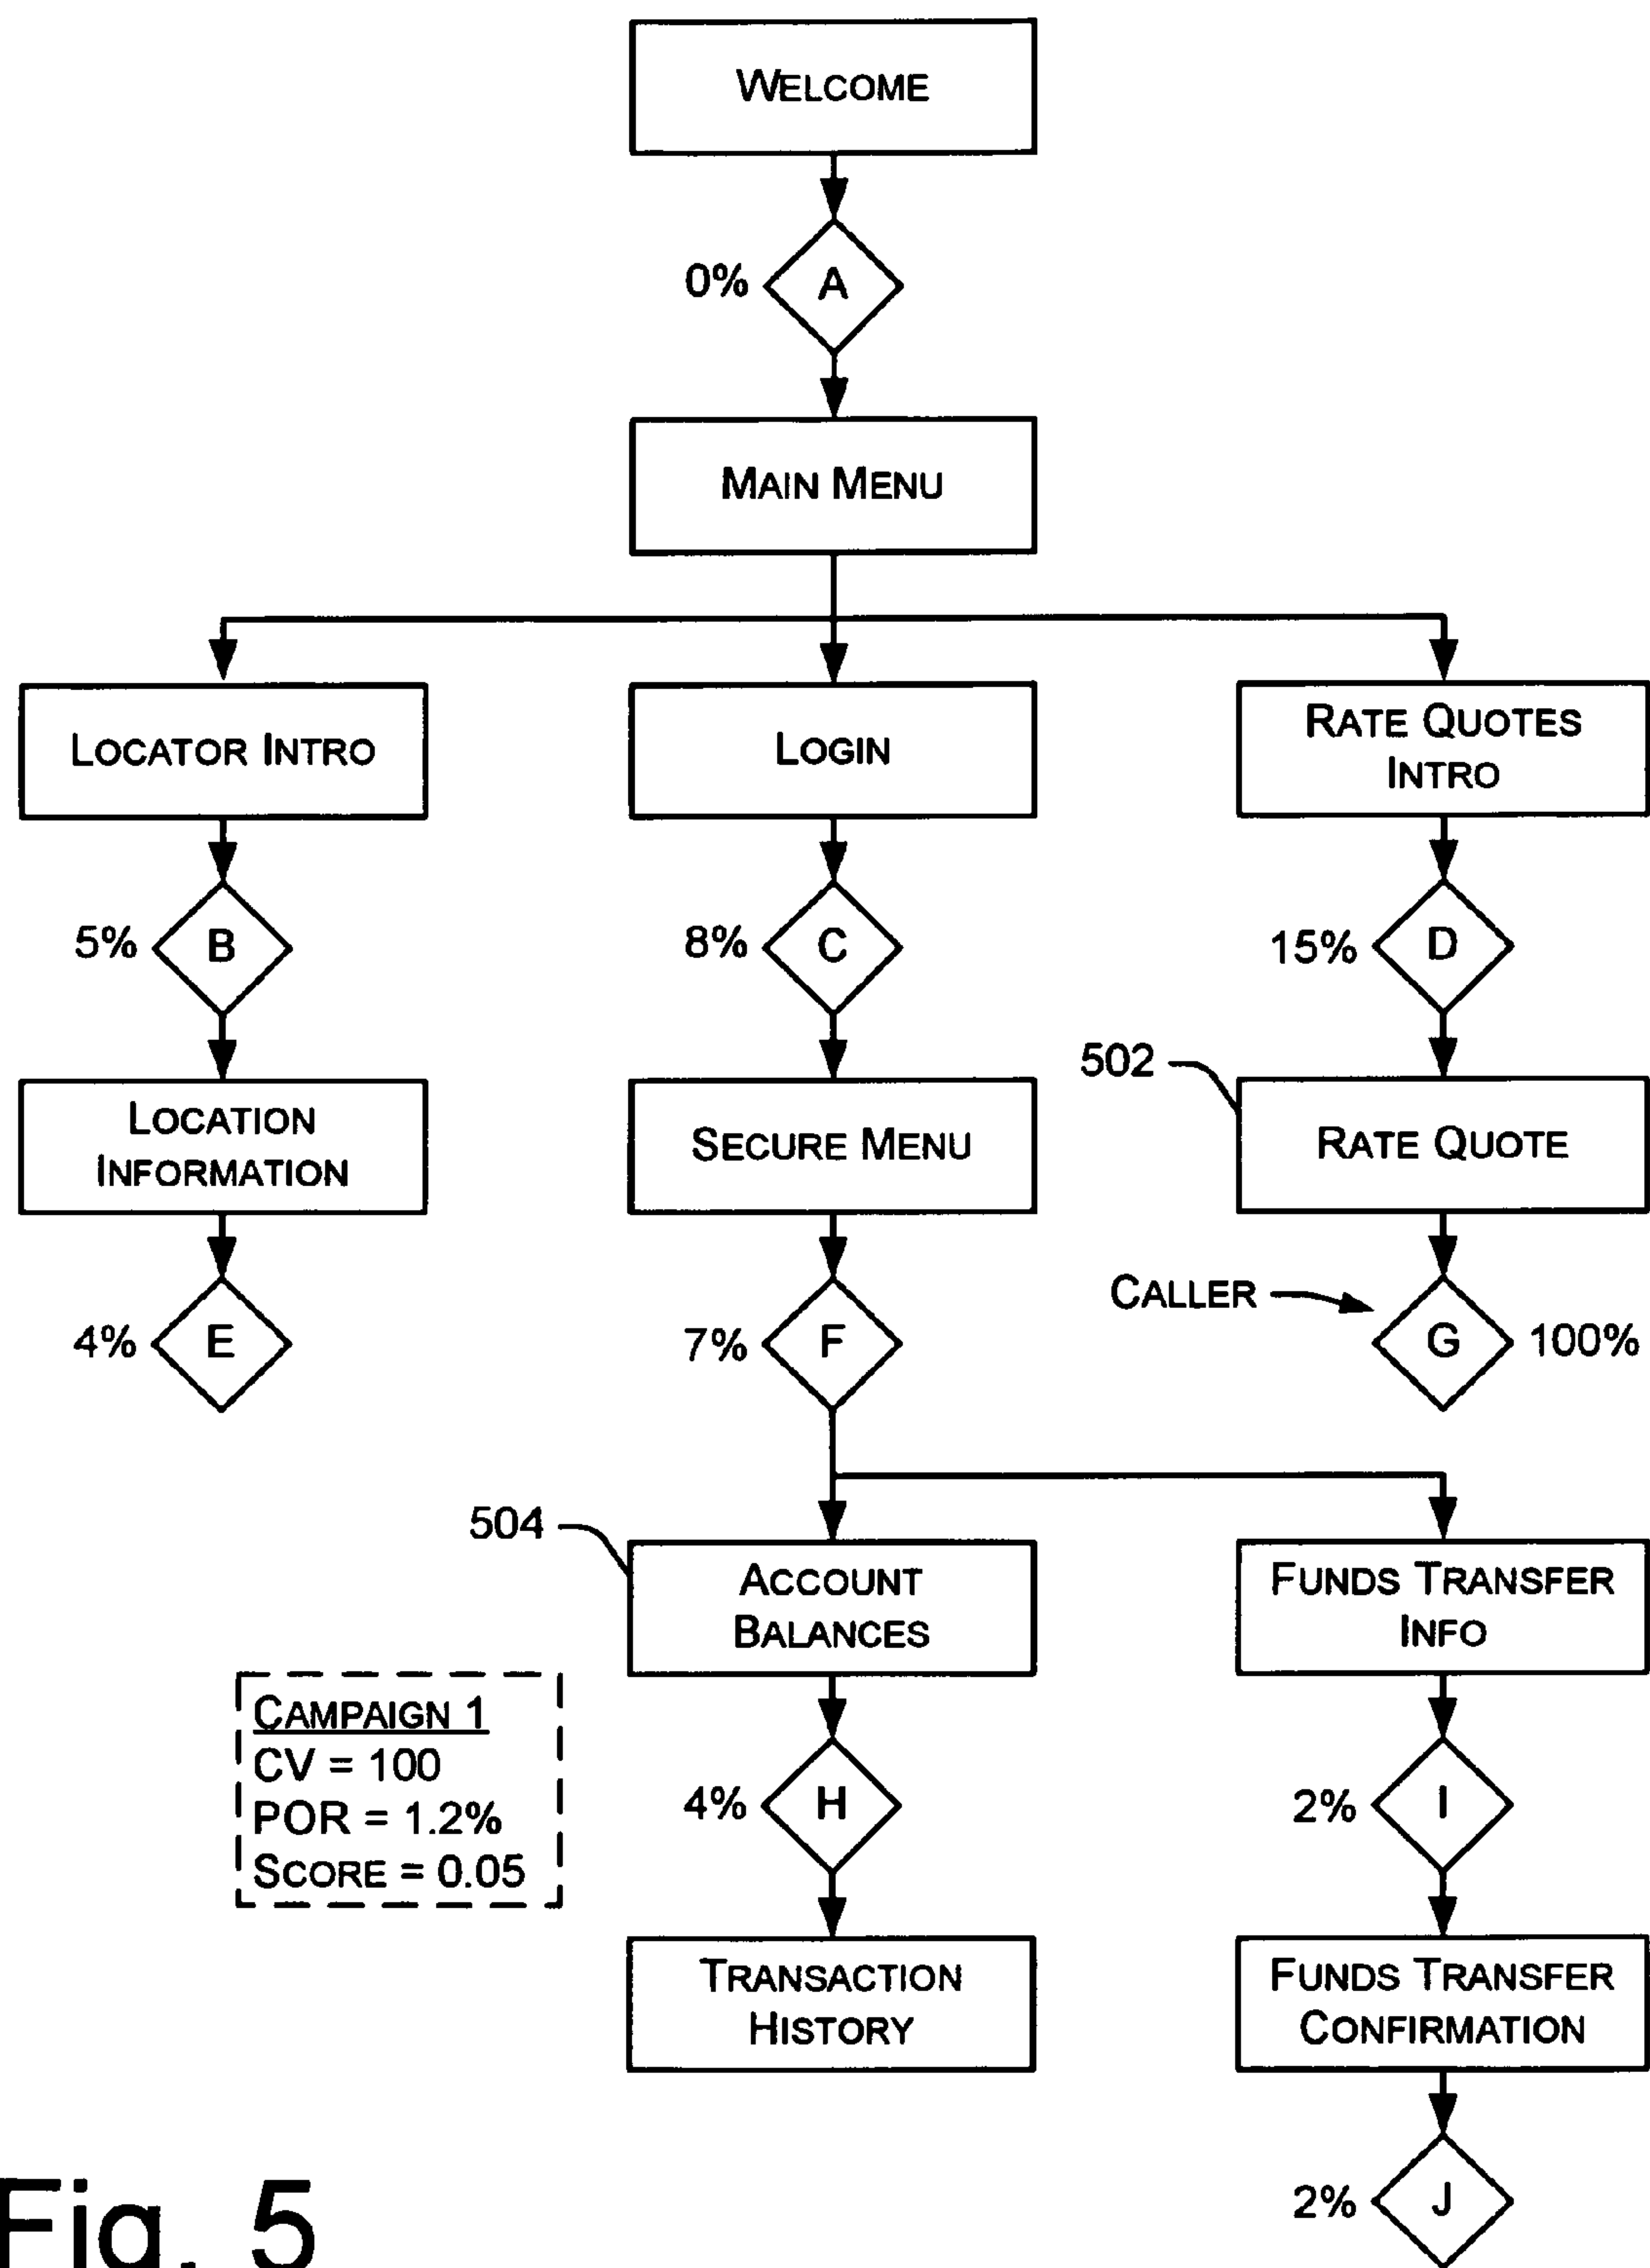 WELCOME
0%
A
MAIN MENU
LOCATOR INTRO
LOGIN
RATE QUOTES
INTRO
5%
B
8%
C
15%
D
502
LOCATION
INFORMATION
SECURE MENU
RATE QUOTE
CALLER
4%
E
7%
F
G
100%
504
ACCOUNT
BALANCES
FUNDS TRANSFER
INFO
CAMPAIGN 1
CV = 100
POR = 1.2%
SCORE = 0.05
4%
H
2%
I
TRANSACTION
HISTORY
FUNDS TRANSFER
CONFIRMATION
2%
J
Fig. 5